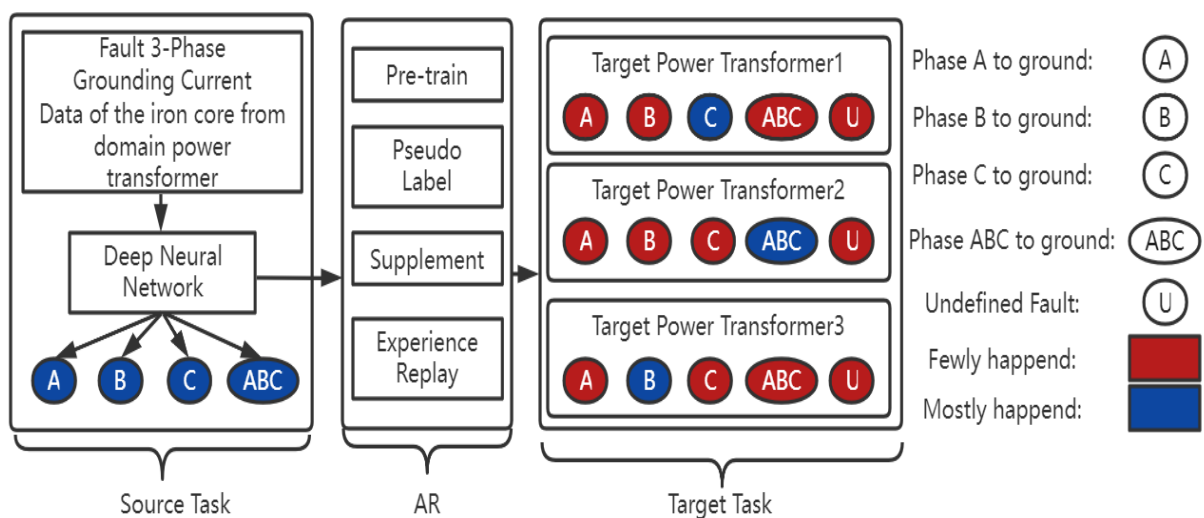 Fault 3-Phase
Grounding Current
Data of the iron core from
domain power
transformer
Deep Neural
Network
A
B
C
ABC
Source Task
Pre-train
Pseudo
Label
Supplement
Experience
Replay
AR
Target Power Transformer1
A
B
C
ABC
U
Target Power Transformer2
A
B
C
ABC
U
Target Power Transformer3
A
B
C
ABC
U
Target Task
Phase A to ground:
A
Phase B to ground:
B
Phase C to ground:
C
Phase ABC to ground:
ABC
Undefined Fault:
U
Fewly happend:
Mostly happend: